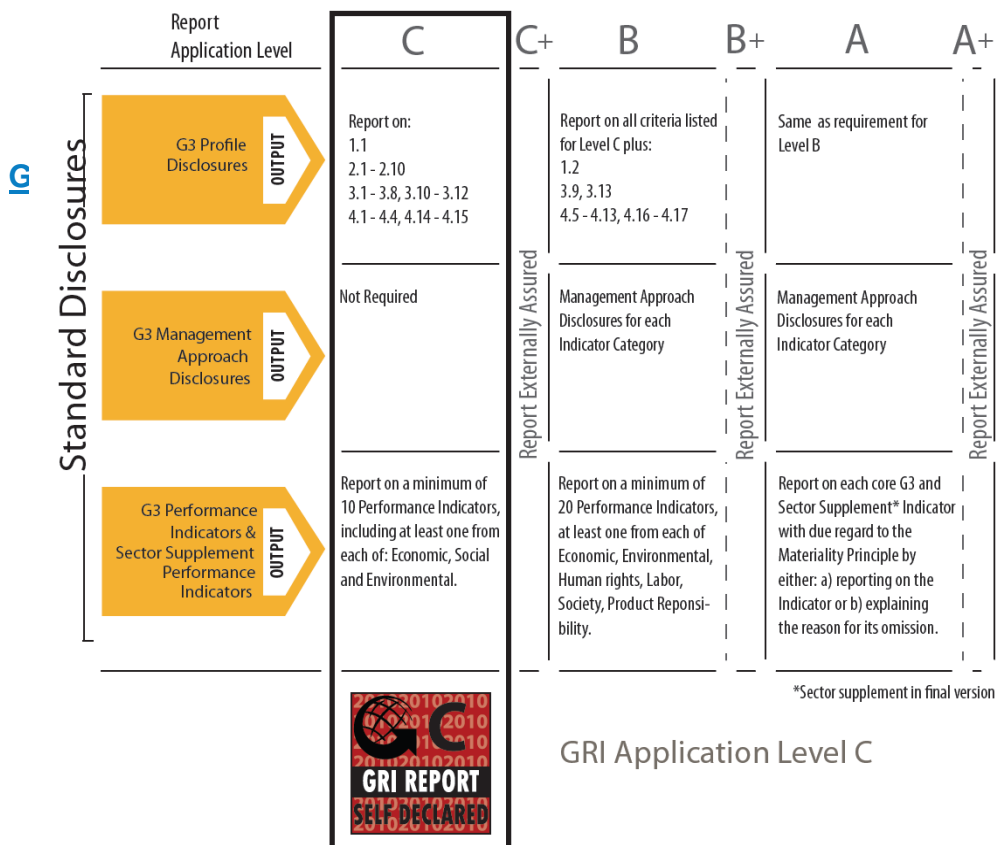 Report
Application Level
C
C+
B
B+
A
A+
G
Standard Disclosures
G3 Profile
Disclosures
OUTPUT
Report on:
1.1
2.1 - 2.10
3.1 - 3.8, 3.10 - 3.12
4.1 - 4.4, 4.14 - 4.15
Report on all criteria listed
for Level C plus:
1.2
3.9, 3.13
4.5 - 4.13, 4.16 - 4.17
Same as requirement for
Level B
G3 Management
Approach
Disclosures
OUTPUT
Not Required
Report Externally Assured
Management Approach
Disclosures for each
Indicator Category
Report Externally Assured
Management Approach
Disclosures for each
Indicator Category
Report Externally Assured
G3 Performance
Indicators &
Sector Supplement
Performance
Indicators
OUTPUT
Report on a minimum of
10 Performance Indicators,
including at least one from
each of: Economic, Social
and Environmental.
Report on a minimum of
20 Performance Indicators,
at least one from each of
Economic, Environmental,
Human rights, Labor,
Society, Product Reponsi-
bility.
Report on each core G3 and
Sector Supplement* Indicator
with due regard to the
Materiality Principle by
either: a) reporting on the
Indicator or b) explaining
the reason for its omission.
*Sector supplement in final version
C
GRI REPORT
SELF DECLARED
GRI Application Level C